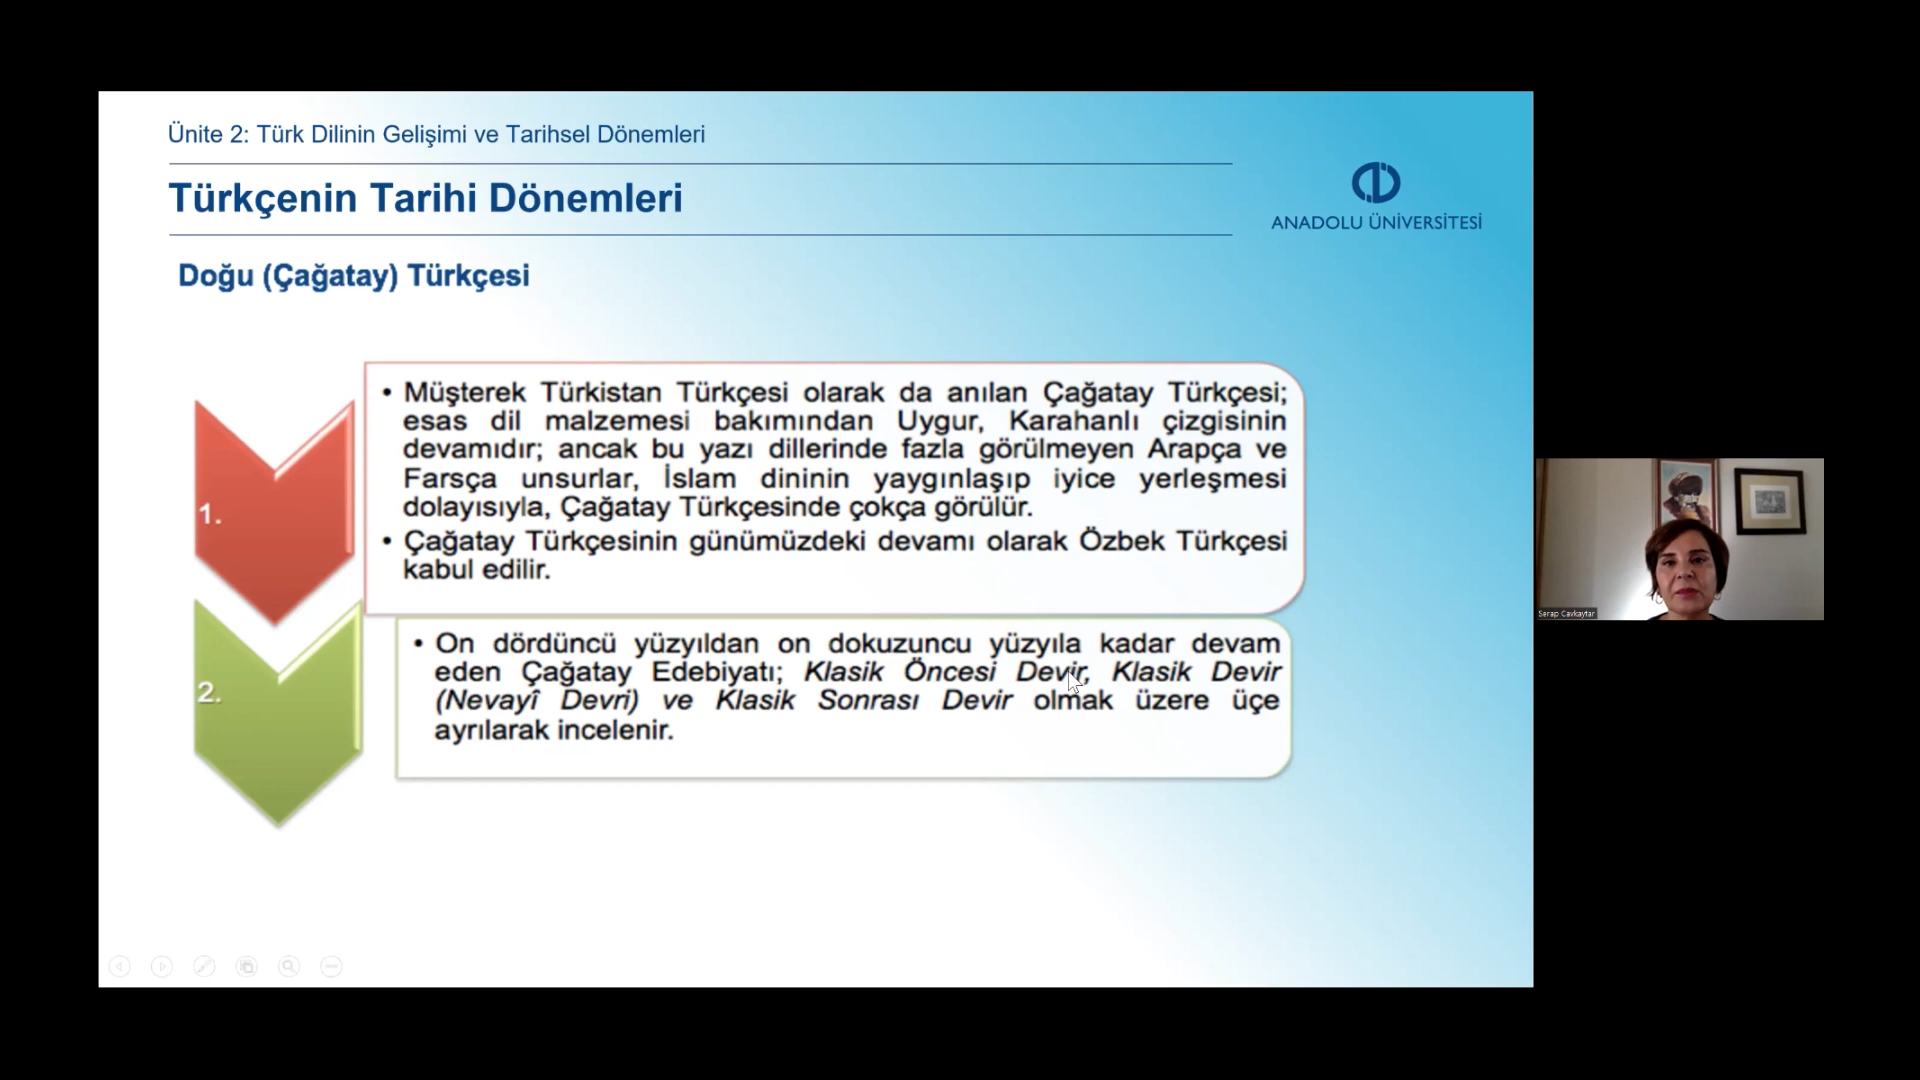 Ünite 2: Türk Dilinin Gelişimi ve Tarihsel Dönemleri
Türkçenin Tarihi Dönemleri
ANADOLU ÜNİVERSİTESİ
Doğu (Çağatay) Türkçesi
1.
• Müşterek Türkistan Türkçesi olarak da anılan Çağatay Türkçesi;
esas dil malzemesi bakımından Uygur, Karahanlı çizgisinin
devamıdır; ancak bu yazı dillerinde fazla görülmeyen Arapça ve
Farsça unsurlar, İslam dininin yaygınlaşıp iyice yerleşmesi
dolayısıyla, Çağatay Türkçesinde çokça görülür.
• Çağatay Türkçesinin günümüzdeki devamı olarak Özbek Türkçesi
kabul edilir.
2.
• On dördüncü yüzyıldan on dokuzuncu yüzyıla kadar devam
eden Çağatay Edebiyatı; Klasik Öncesi Devir, Klasik Devir
(Nevayî Devri) ve Klasik Sonrası Devir olmak üzere üçe
ayrılarak incelenir.
Serap Cavkaytar